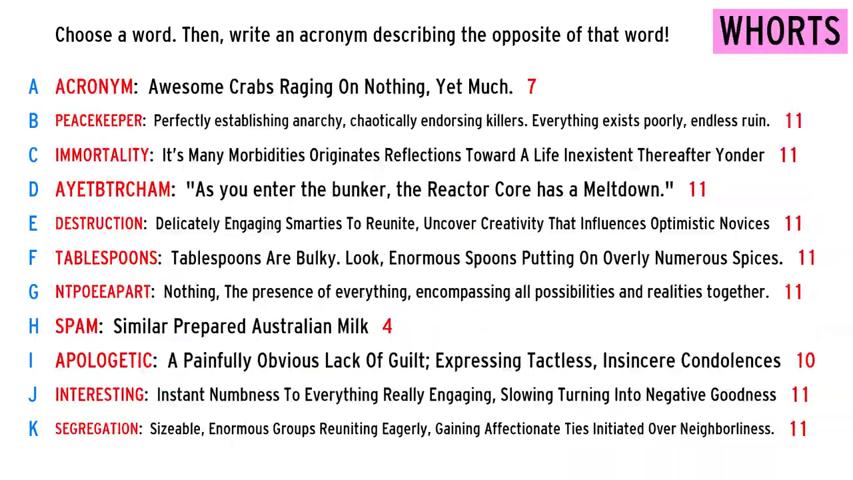 Choose a word. Then, write an acronym describing the opposite of that word!
WHORTS
A ACRONYM: Awesome Crabs Raging On Nothing, Yet Much. 7
B PEACEKEEPER: Perfectly establishing anarchy, chaotically endorsing killers. Everything exists poorly, endless ruin. 11
C IMMORTALITY: It's Many Morbidities Originates Reflections Toward A Life Inexistent Thereafter Yonder 11
D AYETBTRCHAM: "As you enter the bunker, the Reactor Core has a Meltdown." 11
E DESTRUCTION: Delicately Engaging Smarties To Reunite, Uncover Creativity That Influences Optimistic Novices 11
F TABLESPOONS: Tablespoons Are Bulky. Look, Enormous Spoons Putting On Overly Numerous Spices. 11
G NTPOEEAPART: Nothing, The presence of everything, encompassing all possibilities and realities together. 11
H SPAM: Similar Prepared Australian Milk 4
I APOLOGETIC: A Painfully Obvious Lack Of Guilt; Expressing Tactless, Insincere Condolences 10
J INTERESTING: Instant Numbness To Everything Really Engaging, Slowing Turning Into Negative Goodness 11
K SEGREGATION: Sizeable, Enormous Groups Reuniting Eagerly, Gaining Affectionate Ties Initiated Over Neighborliness. 11